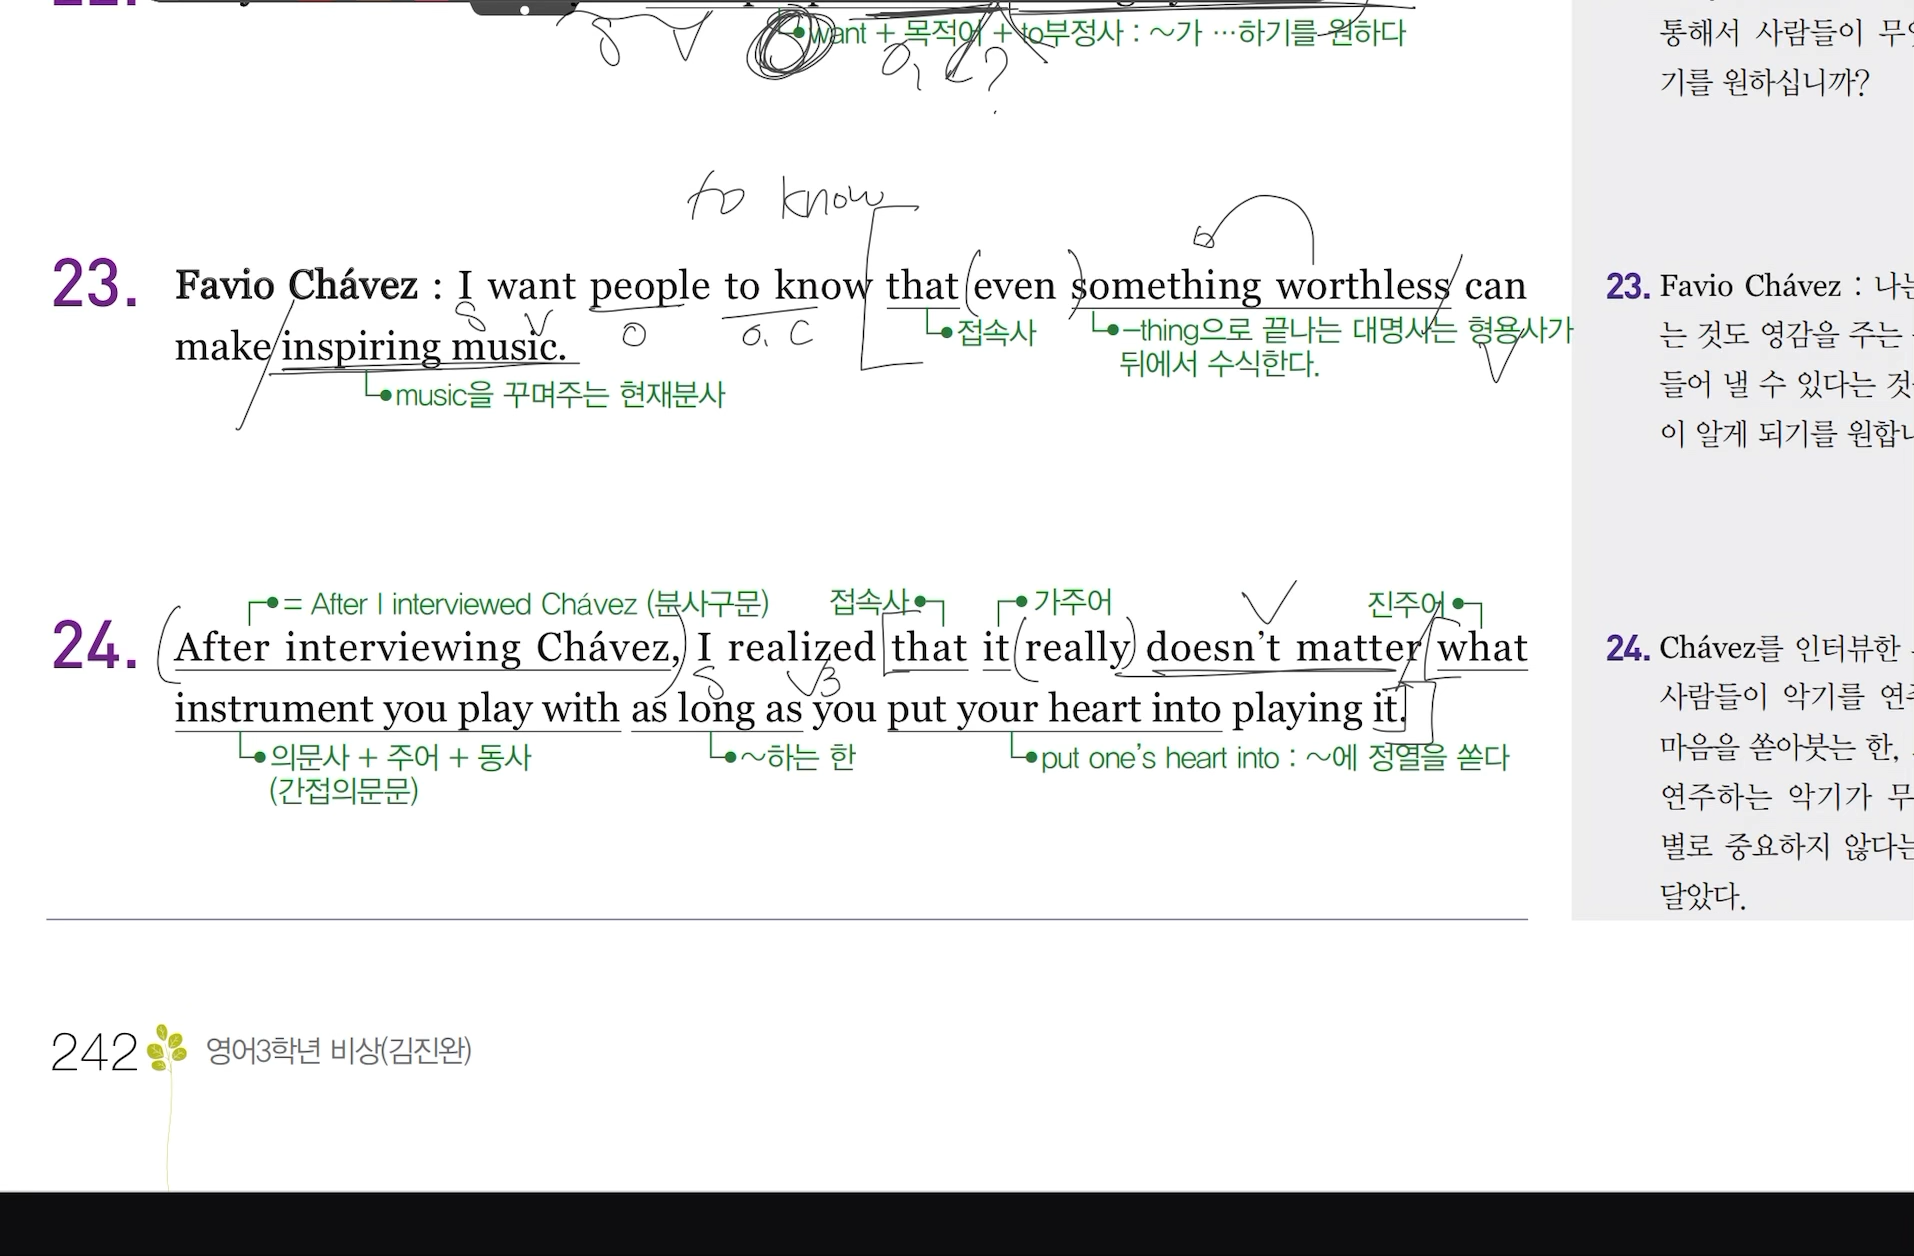 want + 목적어 + to부정사 : ~가 …하기를 원하다
S V O O.C ?
통해서 사람들이
기를 원하십니까?
to know
23. Favio Chávez : I want people to know that even something worthless can
S V O O.C
접속사
-thing으로 끝나는 대명사는 형용사가
뒤에서 수식한다.
V
make inspiring music.
music을 꾸며주는 현재분사
23. Favio Chávez : 나는
는 것도 영감을 주는
들어 낼 수 있다는 것
이 알게 되기를 원합니
= After I interviewed Chávez (분사구문)
접속사
가주어
V
진주어
24. After interviewing Chávez, I realized that it really doesn't matter what
S V3
instrument you play with as long as you put your heart into playing it.
의문사 + 주어 + 동사
(간접의문문)
~하는 한
put one's heart into : ~에 정열을 쏟다
24. Chávez를 인터뷰한
사람들이 악기를 연주
마음을 쏟아붓는 한,
연주하는 악기가 무
별로 중요하지 않다는
달았다.
242 영어3학년 비상(김진완)